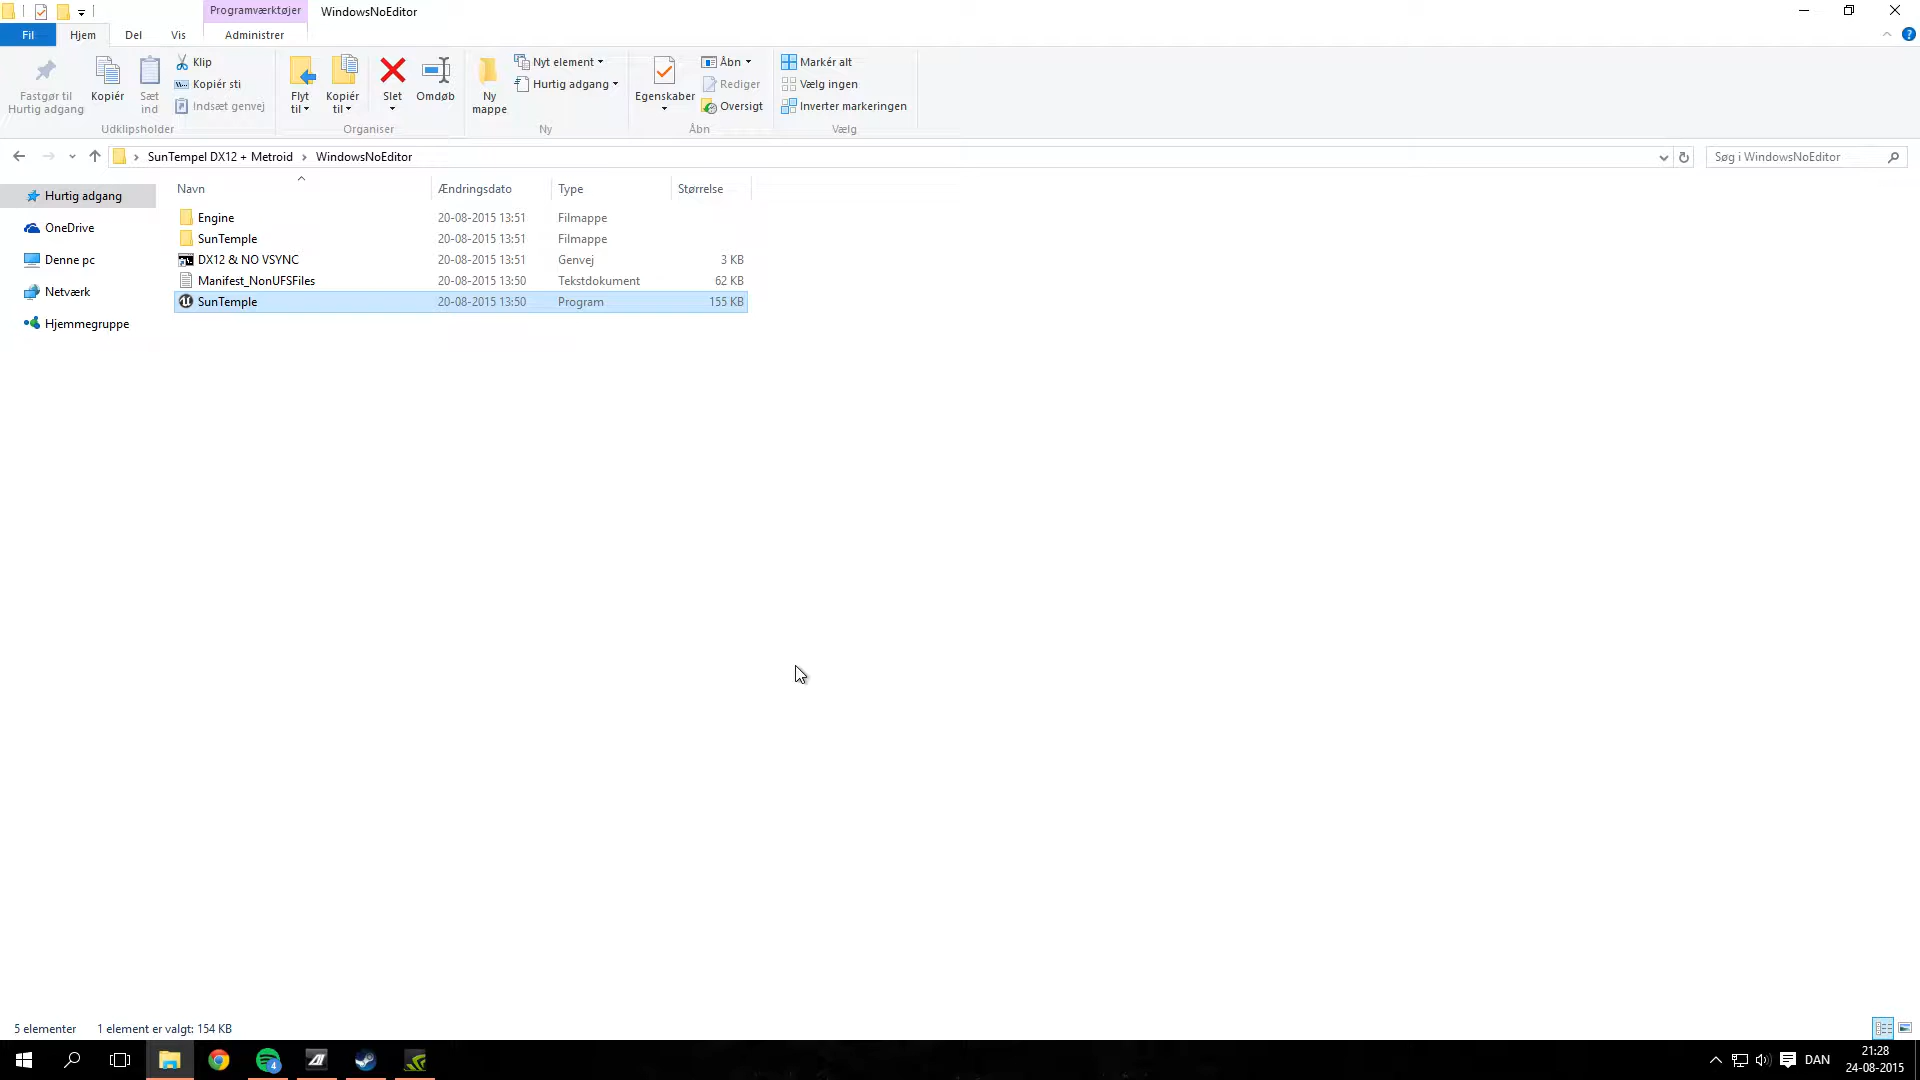 Programværktøjer
WindowsNoEditor
Fil
Hjem
Del
Vis
Administrer
Fastgør til
Hurtig adgang
Kopiér
Sæt
ind
Klip
Kopiér sti
Indsæt genvej
Udklipsholder
Flyt
til
Kopiér
til
Slet
Omdøb
Organiser
Ny
mappe
Nyt element
Hurtig adgang
Ny
Egenskaber
Åbn
Rediger
Oversigt
Åbn
Markér alt
Vælg ingen
Inverter markeringen
Vælg
SunTempel DX12 + Metroid > WindowsNoEditor
Søg i WindowsNoEditor
Hurtig adgang
OneDrive
Denne pc
Netværk
Hjemmegruppe
Navn Ændringsdato Type Størrelse
Engine 20-08-2015 13:51 Filmappe
SunTemple 20-08-2015 13:51 Filmappe
DX12 & NO VSYNC 20-08-2015 13:51 Genvej 3 KB
Manifest_NonUFSFiles 20-08-2015 13:50 Tekstdokument 62 KB
SunTemple 20-08-2015 13:50 Program 155 KB
5 elementer 1 element er valgt: 154 KB
4
DAN
21:28
24-08-2015